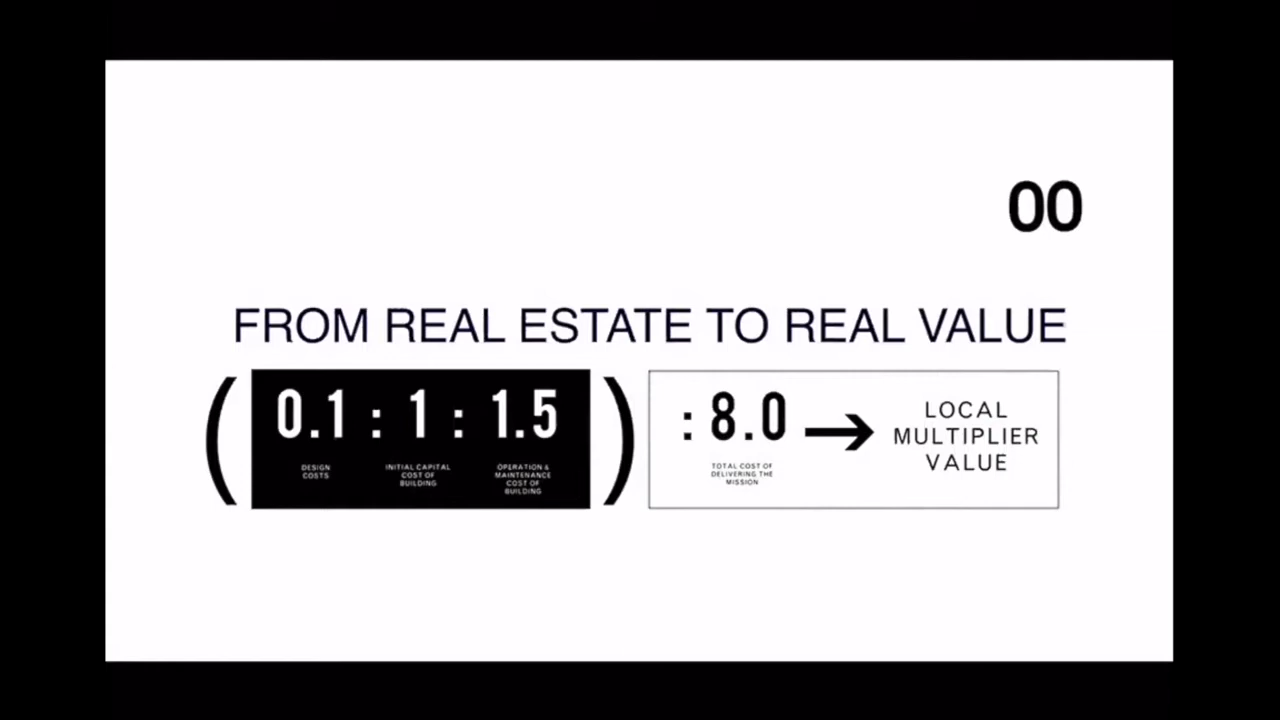 00
FROM REAL ESTATE TO REAL VALUE
( 0.1 : 1 : 1.5 ) : 8.0 →
DESIGN
COSTS
INITIAL CAPITAL
COST OF
BUILDING
OPERATION &
MAINTENANCE
COST OF
BUILDING
TOTAL COST OF
DELIVERING THE
MISSION
LOCAL
MULTIPLIER
VALUE